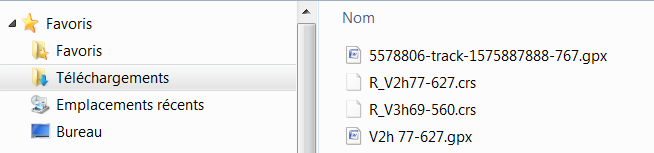 Favoris
Favoris
Téléchargements
Emplacements récents
Bureau
Nom
5578806-track-1575887888-767.gpx
R_V2h77-627.crs
R_V3h69-560.crs
V2h 77-627.gpx